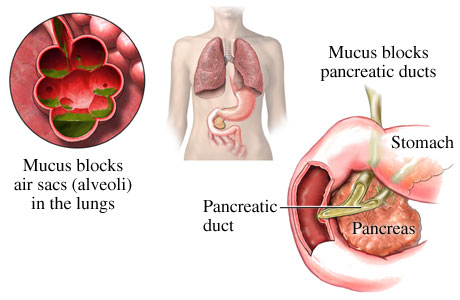 Mucus blocks
air sacs (alveoli)
in the lungs
Mucus blocks
pancreatic ducts
Stomach
Pancreatic
duct
Pancreas